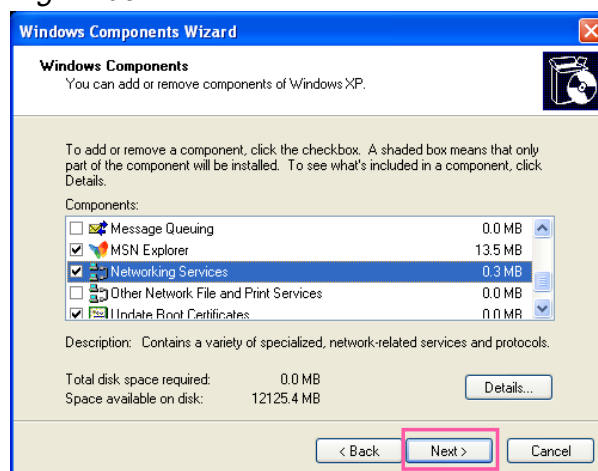 Windows Components Wizard
Windows Components
You can add or remove components of Windows XP.
To add or remove a component, click the checkbox. A shaded box means that only
part of the component will be installed. To see what's included in a component, click
Details.
Components:
Message Queuing 0.0 MB
MSN Explorer 13.5 MB
Networking Services 0.3 MB
Other Network File and Print Services 0.0 MB
Update Root Certificates 0.0 MB
Description: Contains a variety of specialized, network-related services and protocols.
Total disk space required: 0.0 MB
Details...
Space available on disk: 12125.4 MB
< Back Next > Cancel